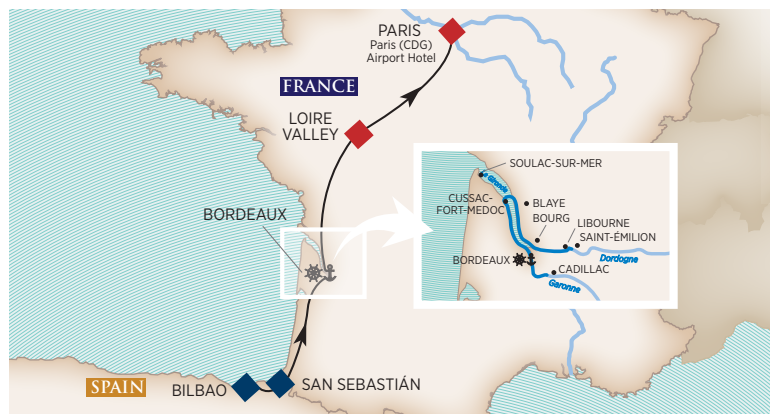 PARIS
Paris (CDG)
Airport Hotel
FRANCE
LOIRE
VALLEY
BORDEAUX
SPAIN
BILBAO
SAN SEBASTIÁN
SOULAC-SUR-MER
Gironde
CUSSAC-
FORT-MEDOC
BLAYE
BOURG
LIBOURNE
SAINT-ÉMILION
BORDEAUX
Dordogne
CADILLAC
Garonne